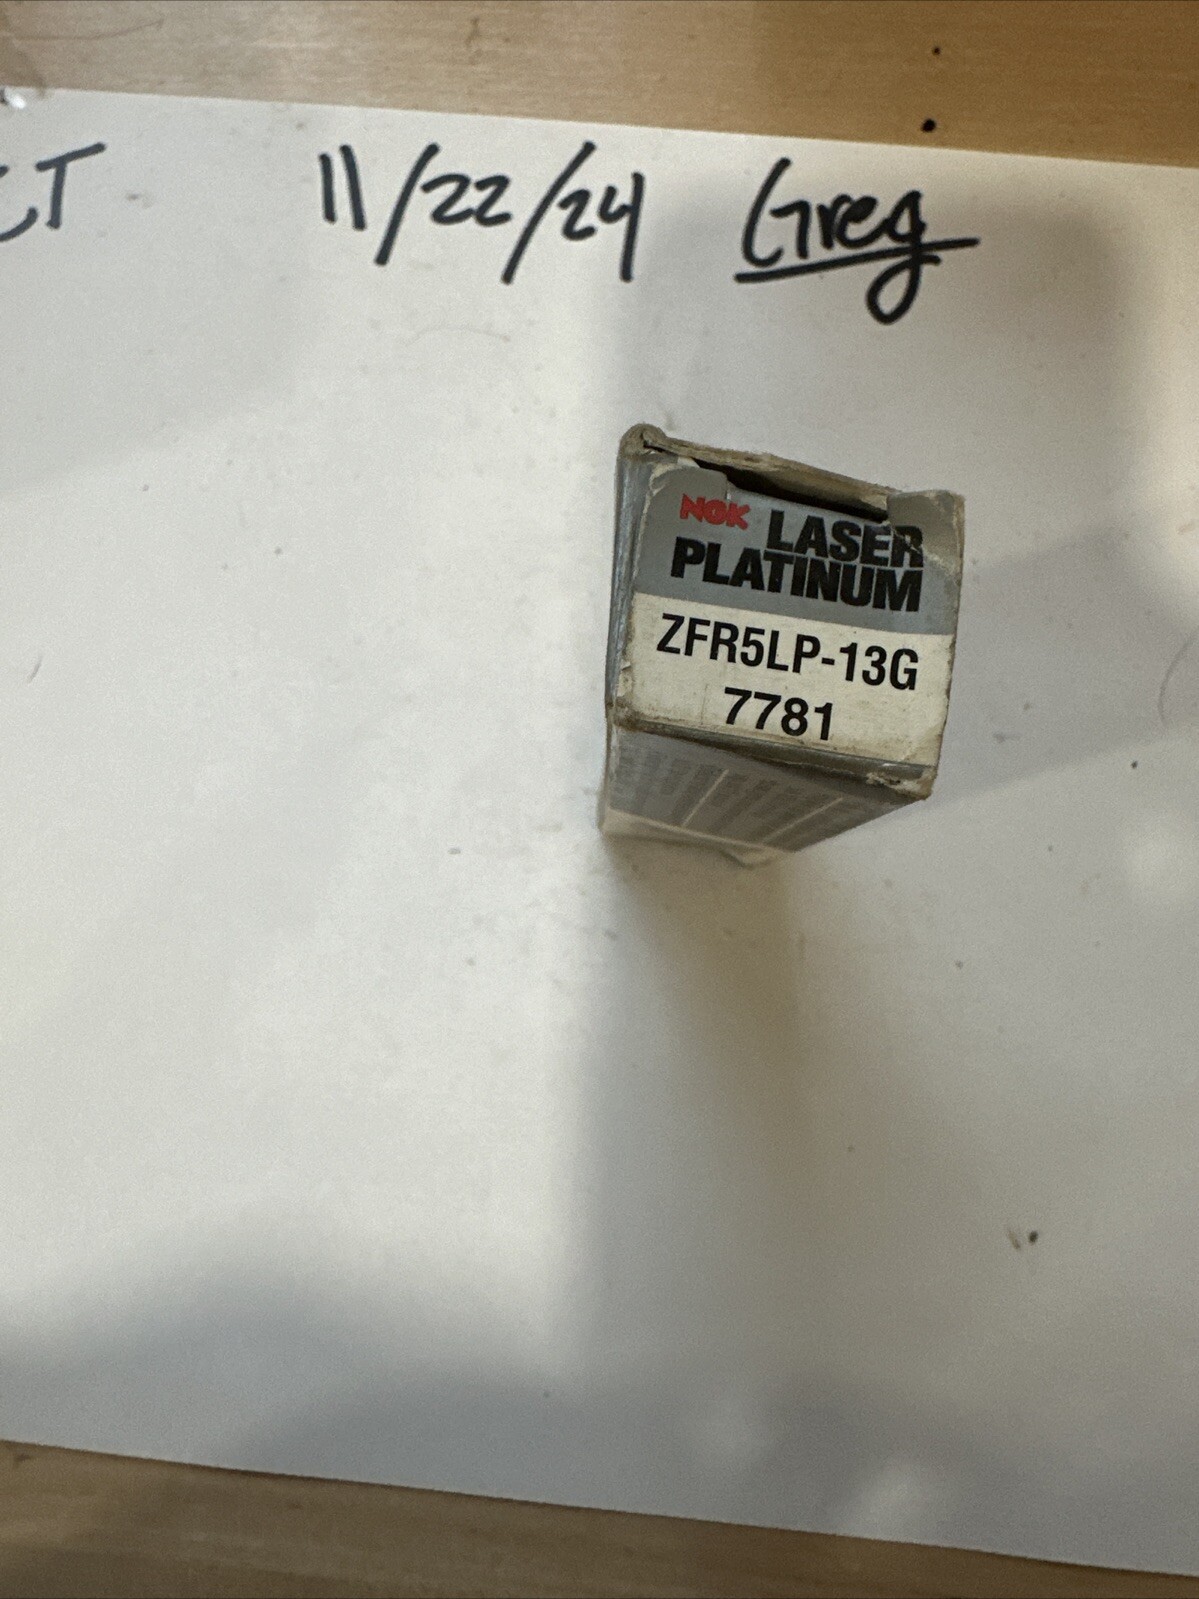 11/22/24 Greg
NGK LASER
PLATINUM
ZFR5LP-13G
7781